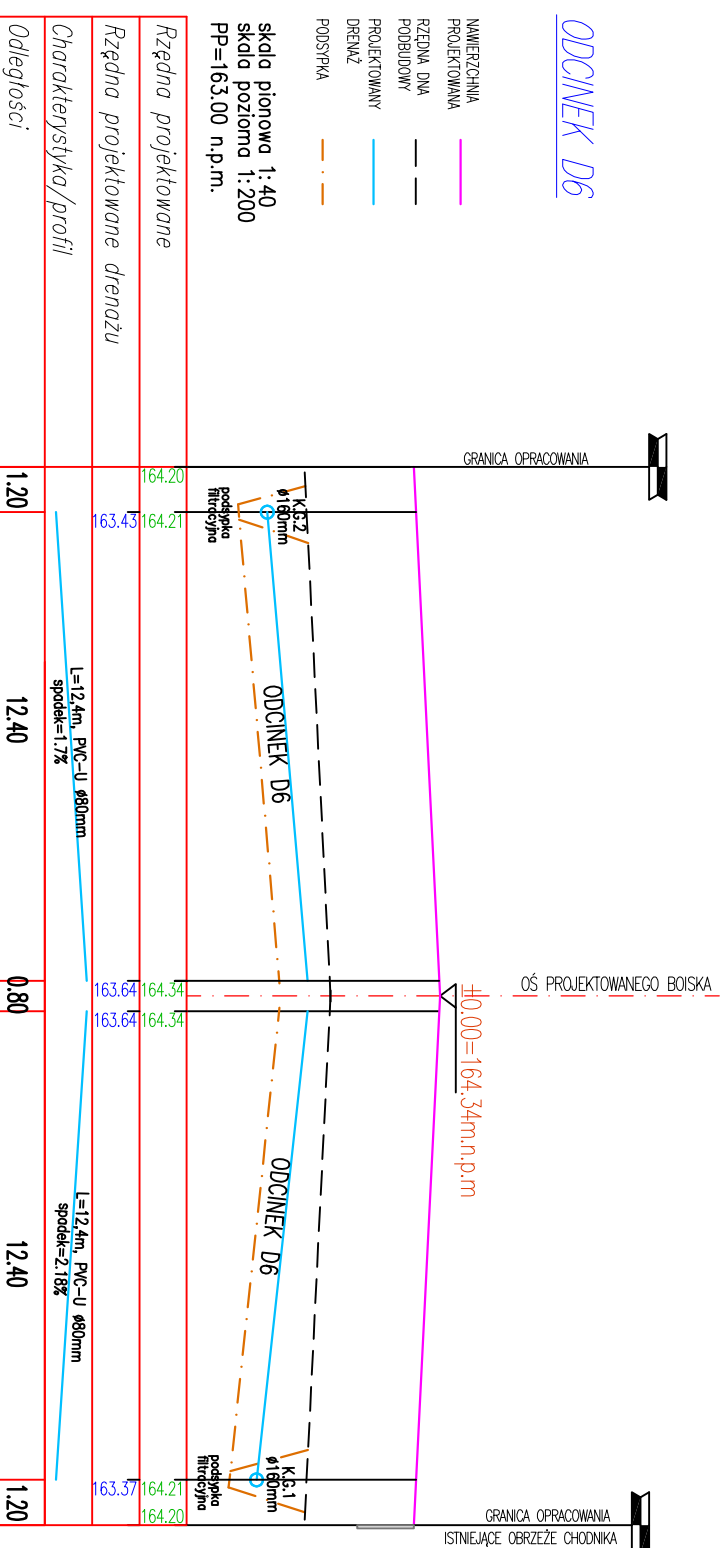 ODCINEK D6
NAWIERZCHNIA
PROJEKTOWANA
RZĘDNA DNA
PODBUDOWY
PROJEKTOWANY
DRENAŻ
PODSYPKA
skala pionowa 1:40
skala pozioma 1:200
PP=163.00 n.p.m.
GRANICA OPRACOWANIA
OŚ PROJEKTOWANEGO BOISKA
GRANICA OPRACOWANIA
ISTNIEJĄCE OBRZEŻE CHODNIKA
±0.00=164.34m.n.p.m
K.G.2
ø160mm
podsypka
filtracyjna
ODCINEK D6
ODCINEK D6
K.G.1
ø160mm
podsypka
filtracyjna
Rzędna projektowane
164.20
164.21
164.34
164.34
164.21
164.20
Rzędna projektowane drenażu
163.43
163.64
163.64
163.37
Charakterystyka/profil
L=12,4m, PVC-U ø80mm
spadek=1.7%
L=12,4m, PVC-U ø80mm
spadek=2.18%
Odległości
1.20
12.40
0.80
12.40
1.20